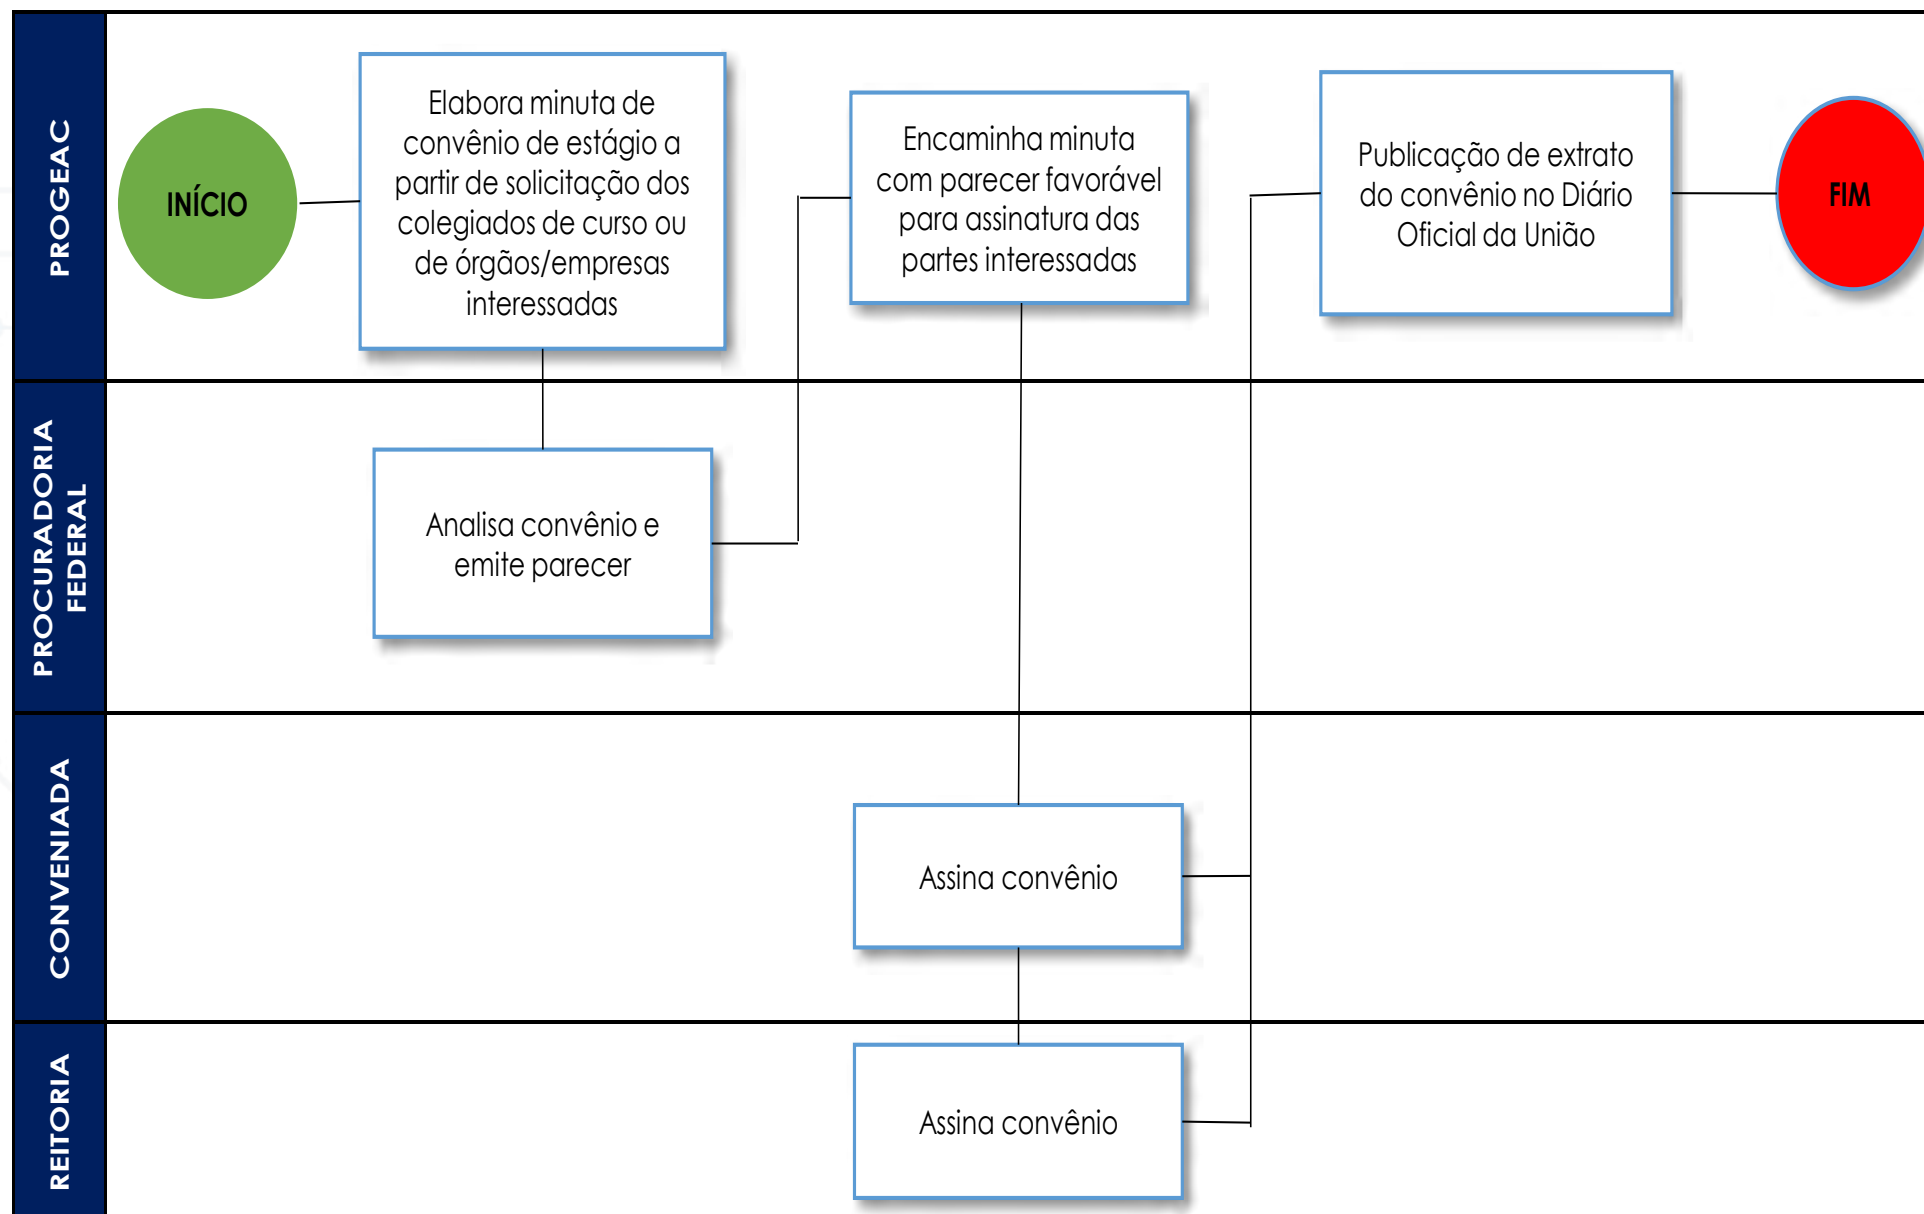 PROGEAC
INÍCIO
Elabora minuta de
convênio de estágio a
partir de solicitação dos
colegiados de curso ou
de órgãos/empresas
interessadas
Encaminha minuta
com parecer favorável
para assinatura das
partes interessadas
Publicação de extrato
do convênio no Diário
Oficial da União
FIM
PROCURADORIA
FEDERAL
Analisa convênio e
emite parecer
CONVENIADA
Assina convênio
REITORIA
Assina convênio